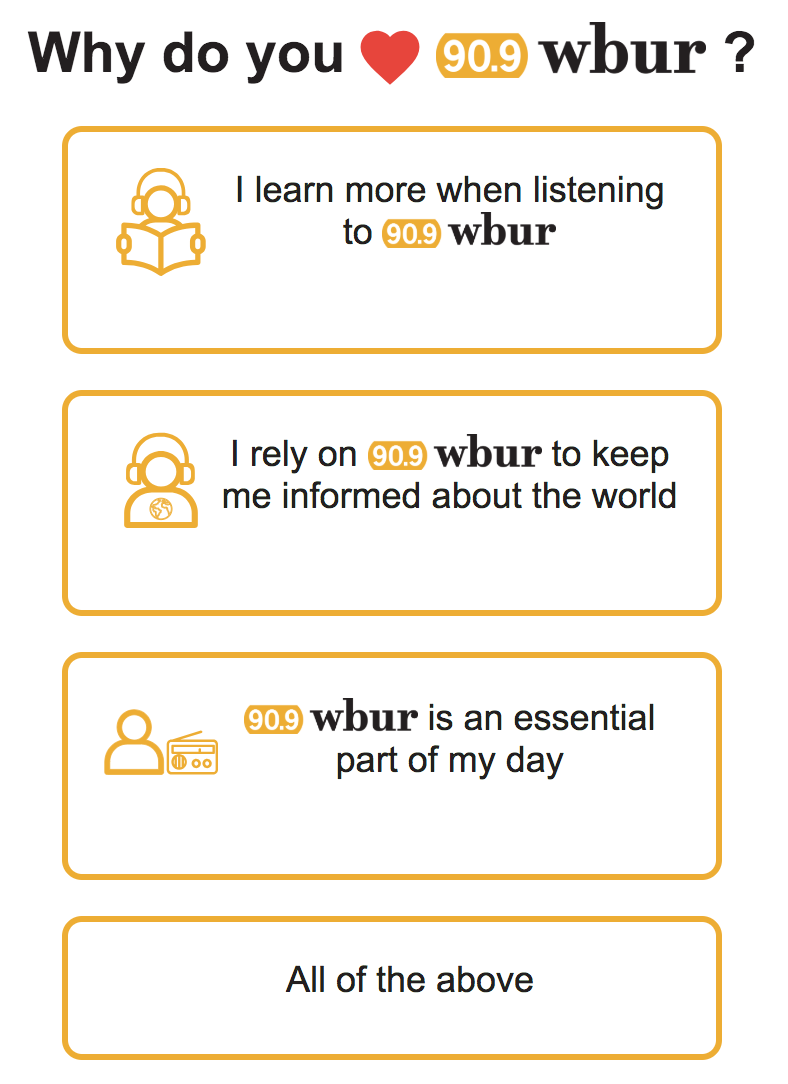 Why do you 90.9 wbur ?
I learn more when listening
to 90.9 wbur
I rely on 90.9 wbur to keep
me informed about the world
90.9 wbur is an essential
part of my day
All of the above